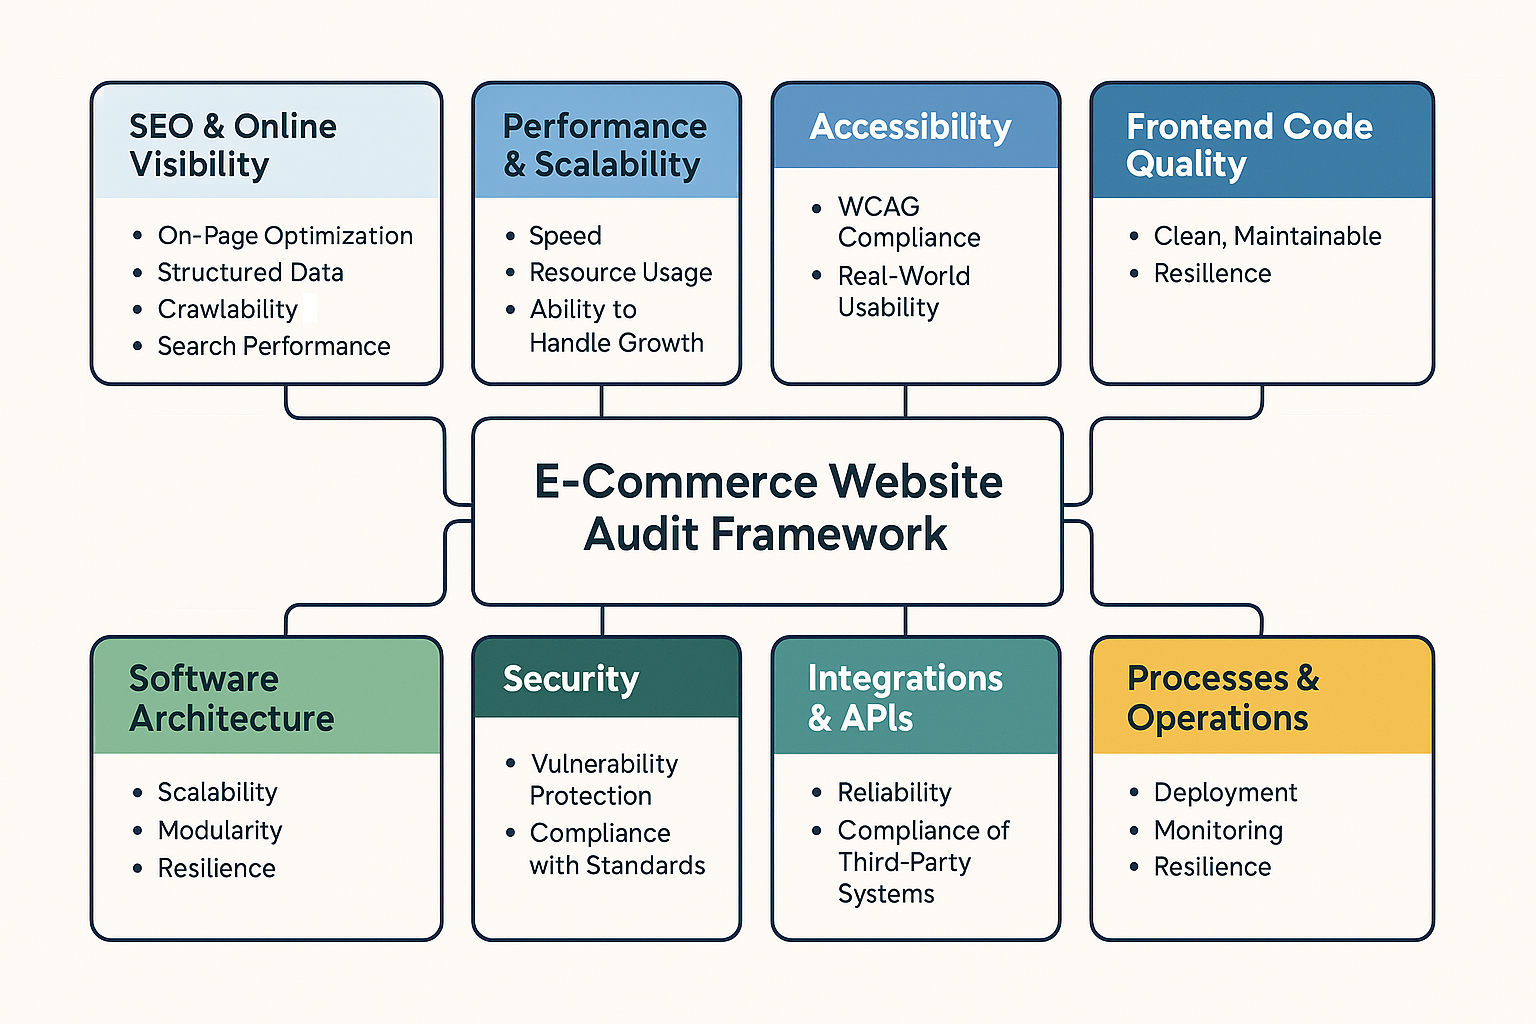 SEO & Online
Visibility
• On-Page Optimization
• Structured Data
• Crawlability
• Search Performance
Performance
& Scalability
• Speed
• Resource Usage
• Ability to
Handle Growth
Accessibility
• WCAG
Compliance
• Real-World
Usability
Frontend Code
Quality
• Clean, Maintainable
• Resillence
E-Commerce Website
Audit Framework
Software
Architecture
• Scalability
• Modularity
• Resilience
Security
• Vulnerability
Protection
• Compliance
with Standards
Integrations
& APIs
• Reliability
• Compliance of
Third-Party
Systems
Processes &
Operations
• Deployment
• Monitoring
• Resilience